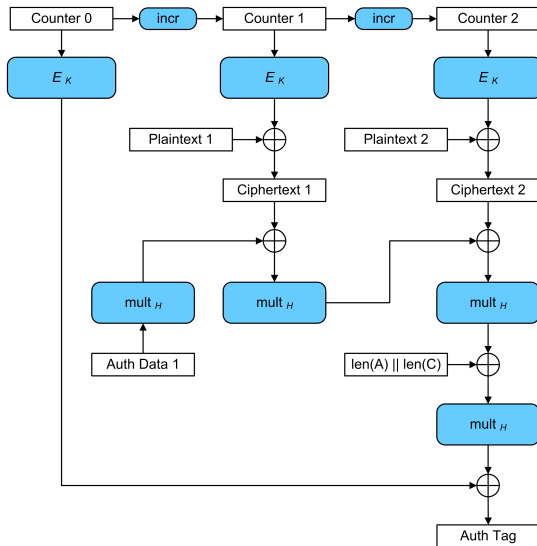 Counter 0
incr
Counter 1
incr
Counter 2
E K
E K
E K
Plaintext 1
Plaintext 2
Ciphertext 1
Ciphertext 2
mult H
mult H
mult H
Auth Data 1
len(A) || len(C)
mult H
Auth Tag